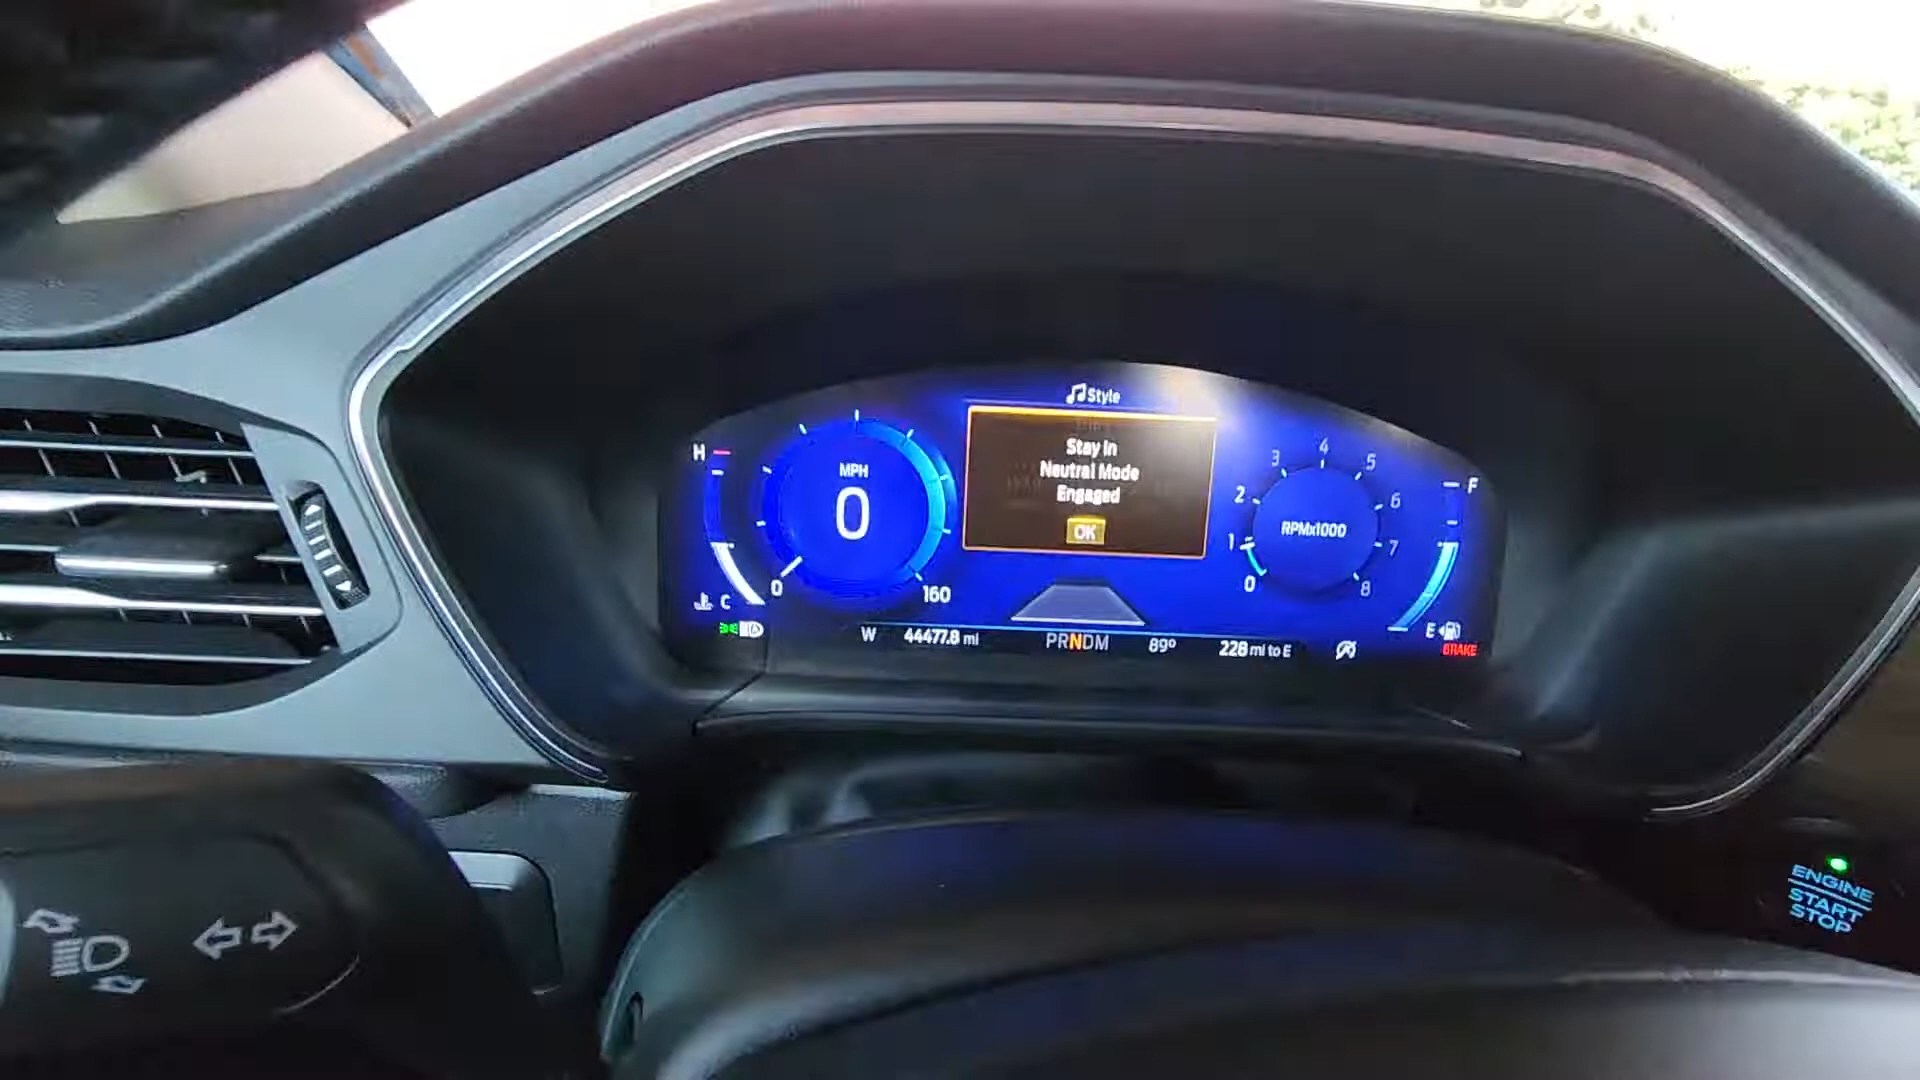 Style
Stay in
Neutral Mode
Engaged
OK
H
C
MPH
0
0
160
0
1
2
3
4
5
6
7
8
RPMx1000
F
E
W
44477.8 mi
PRNDM
89°
228 mi to E
BRAKE
ENGINE
START
STOP